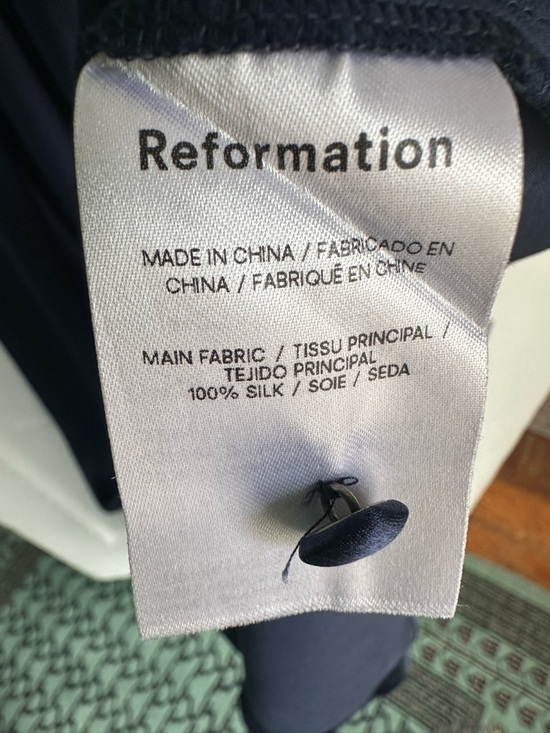 Reformation
MADE IN CHINA / FABRICADO EN
CHINA / FABRIQUÉ EN CHINE
MAIN FABRIC / TISSU PRINCIPAL /
TEJIDO PRINCIPAL
100% SILK / SOIE / SEDA